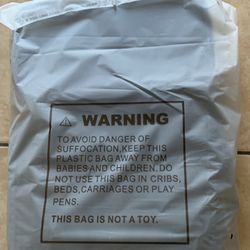 ⚠ WARNING
TO AVOID DANGER OF
SUFFOCATION,KEEP THIS
PLASTIC BAG AWAY FROM
BABIES AND CHILDREN. DO
NOT USE THIS BAG IN CRIBS,
BEDS,CARRIAGES OR PLAY
PENS.
THIS BAG IS NOT A TOY.